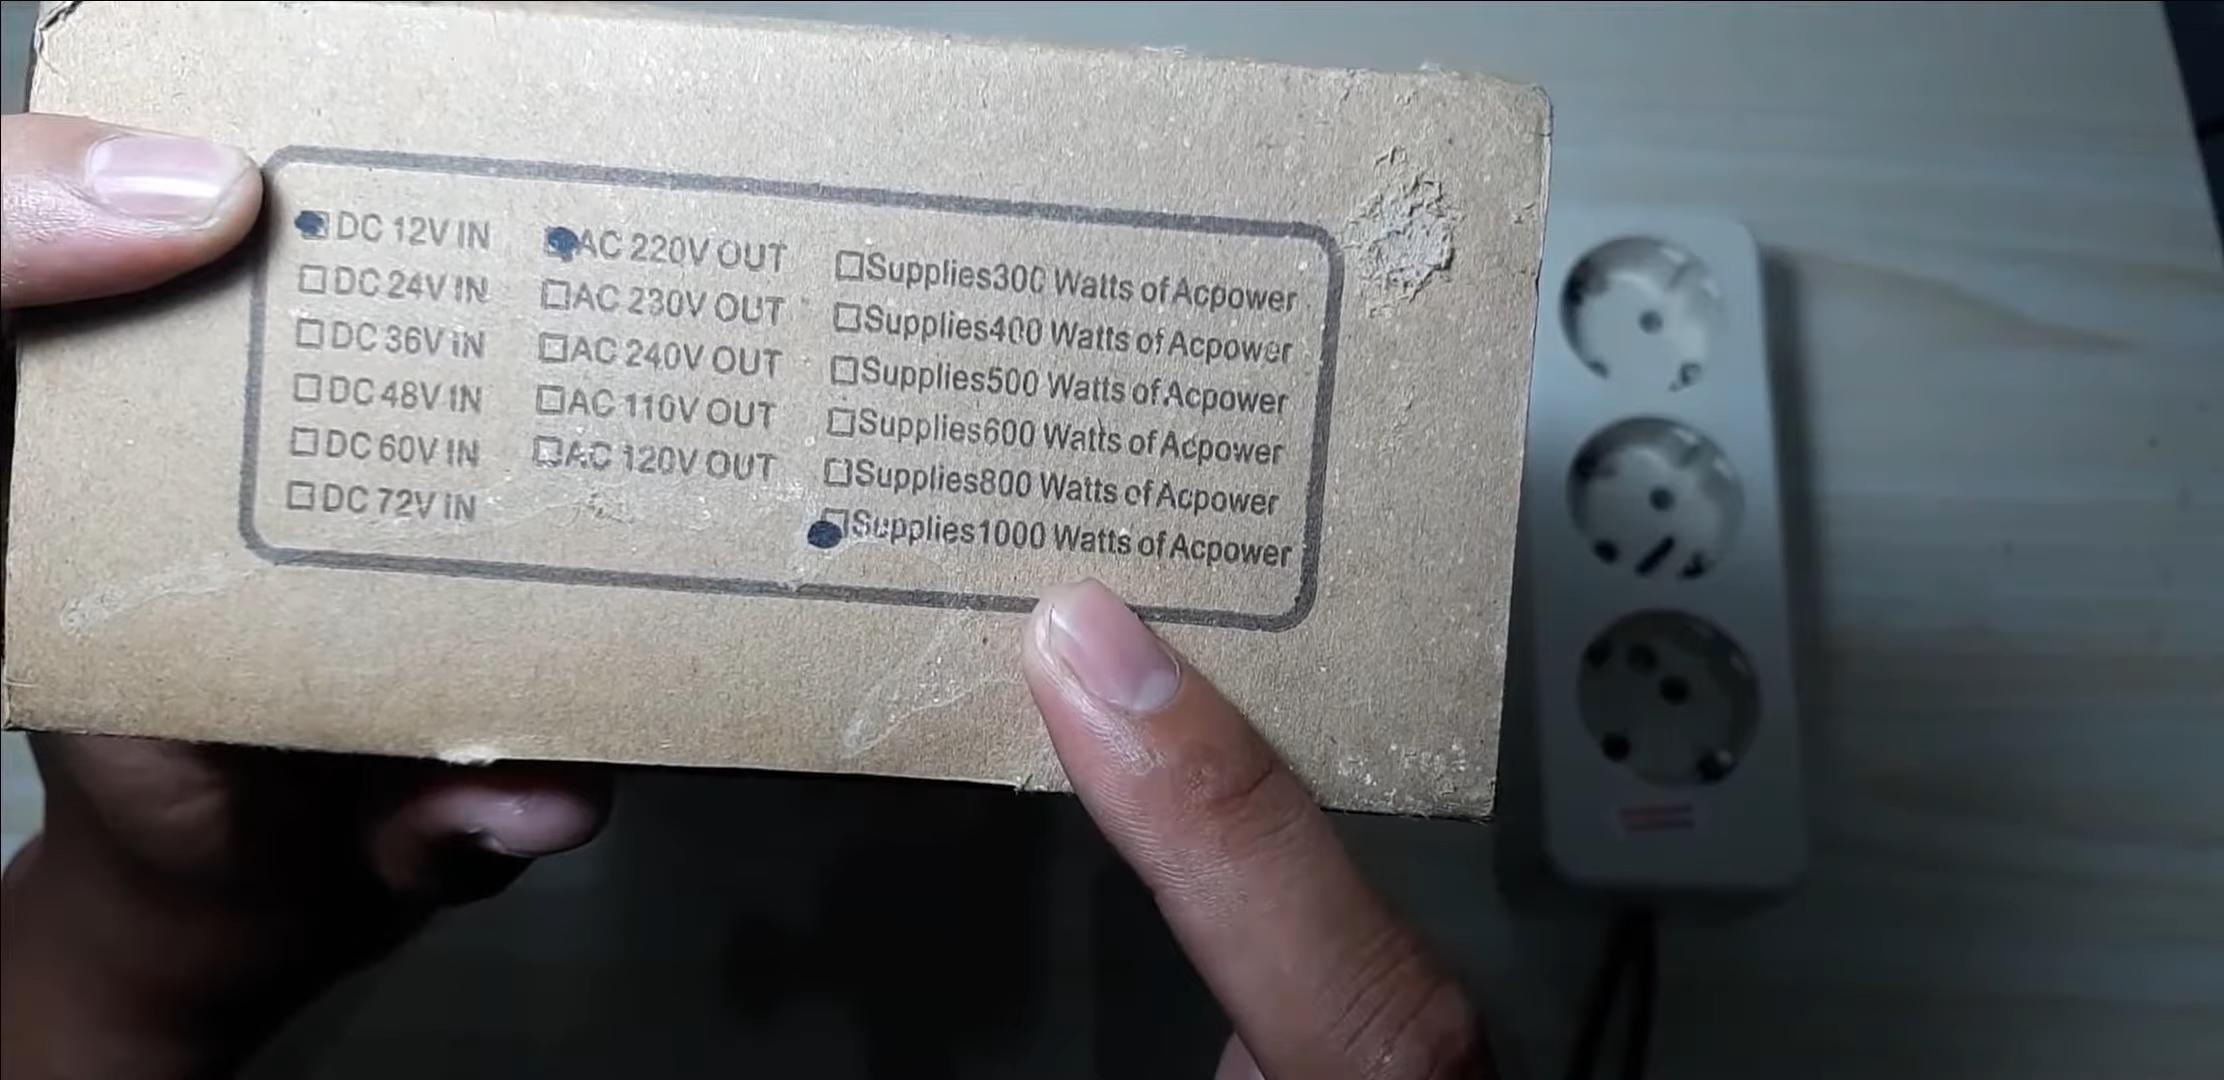 DC 12V IN
DC 24V IN
DC 36V IN
DC 48V IN
DC 60V IN
DC 72V IN
AC 220V OUT
AC 230V OUT
AC 240V OUT
AC 110V OUT
AC 120V OUT
Supplies300 Watts of Acpower
Supplies400 Watts of Acpower
Supplies500 Watts of Acpower
Supplies600 Watts of Acpower
Supplies800 Watts of Acpower
Supplies1000 Watts of Acpower